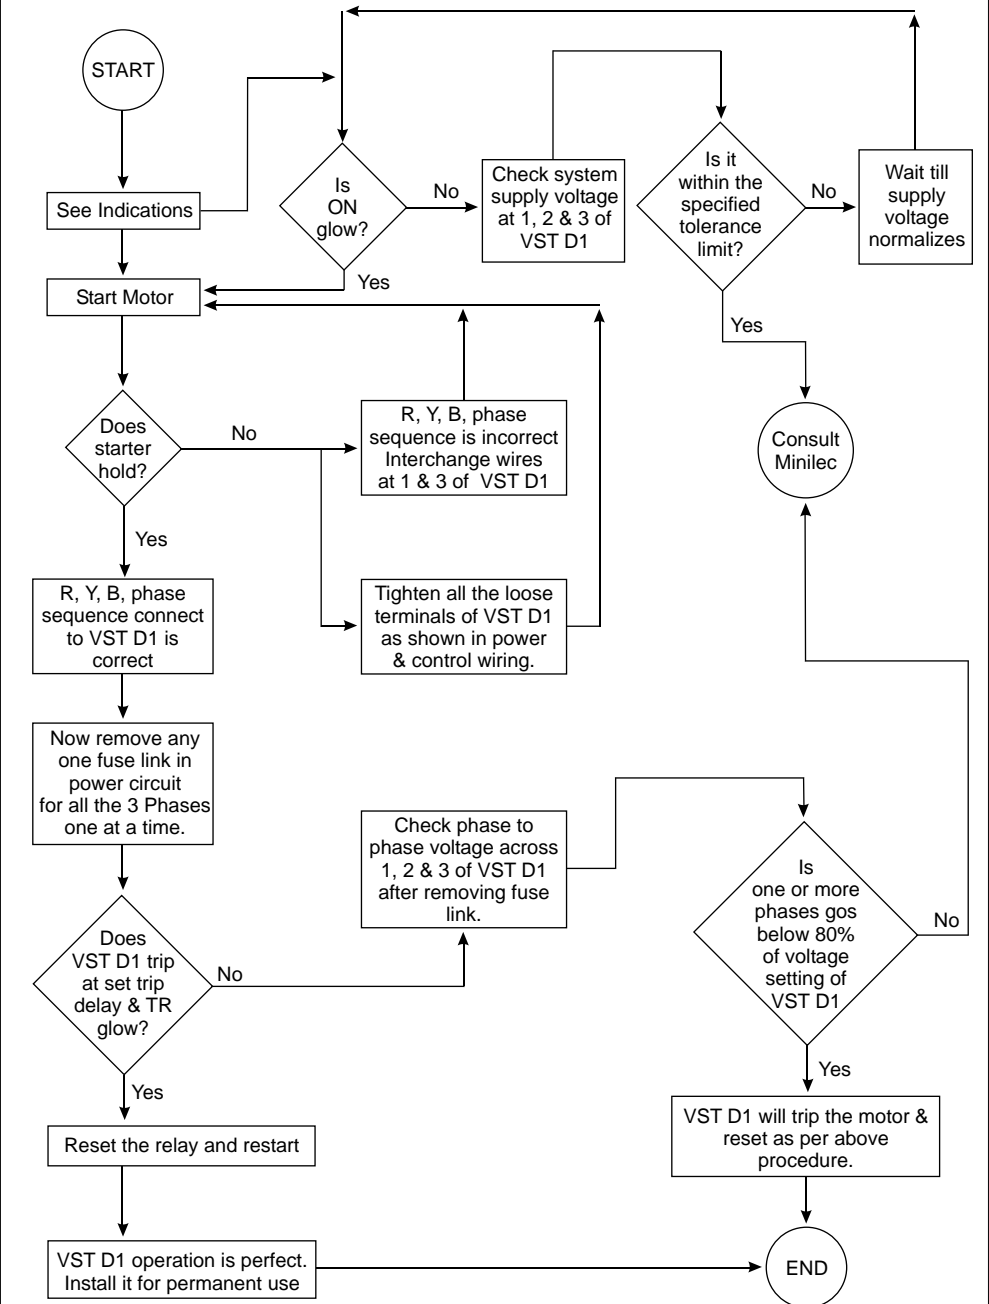 START
See Indications
Is
ON
glow?
No
Yes
Check system
supply voltage
at 1, 2 & 3 of
VST D1
Is it
within the
specified
tolerance
limit?
No
Yes
Wait till
supply
voltage
normalizes
Start Motor
Does
starter
hold?
No
Yes
R, Y, B, phase
sequence is incorrect
Interchange wires
at 1 & 3 of VST D1
Consult
Minilec
Tighten all the loose
terminals of VST D1
as shown in power
& control wiring.
R, Y, B, phase
sequence connect
to VST D1 is
correct
Now remove any
one fuse link in
power circuit
for all the 3 Phases
one at a time.
Does
VST D1 trip
at set trip
delay & TR
glow?
No
Yes
Check phase to
phase voltage across
1, 2 & 3 of VST D1
after removing fuse
link.
Is
one or more
phases gos
below 80%
of voltage
setting of
VST D1
No
Yes
Reset the relay and restart
VST D1 will trip the motor &
reset as per above
procedure.
VST D1 operation is perfect.
Install it for permanent use
END